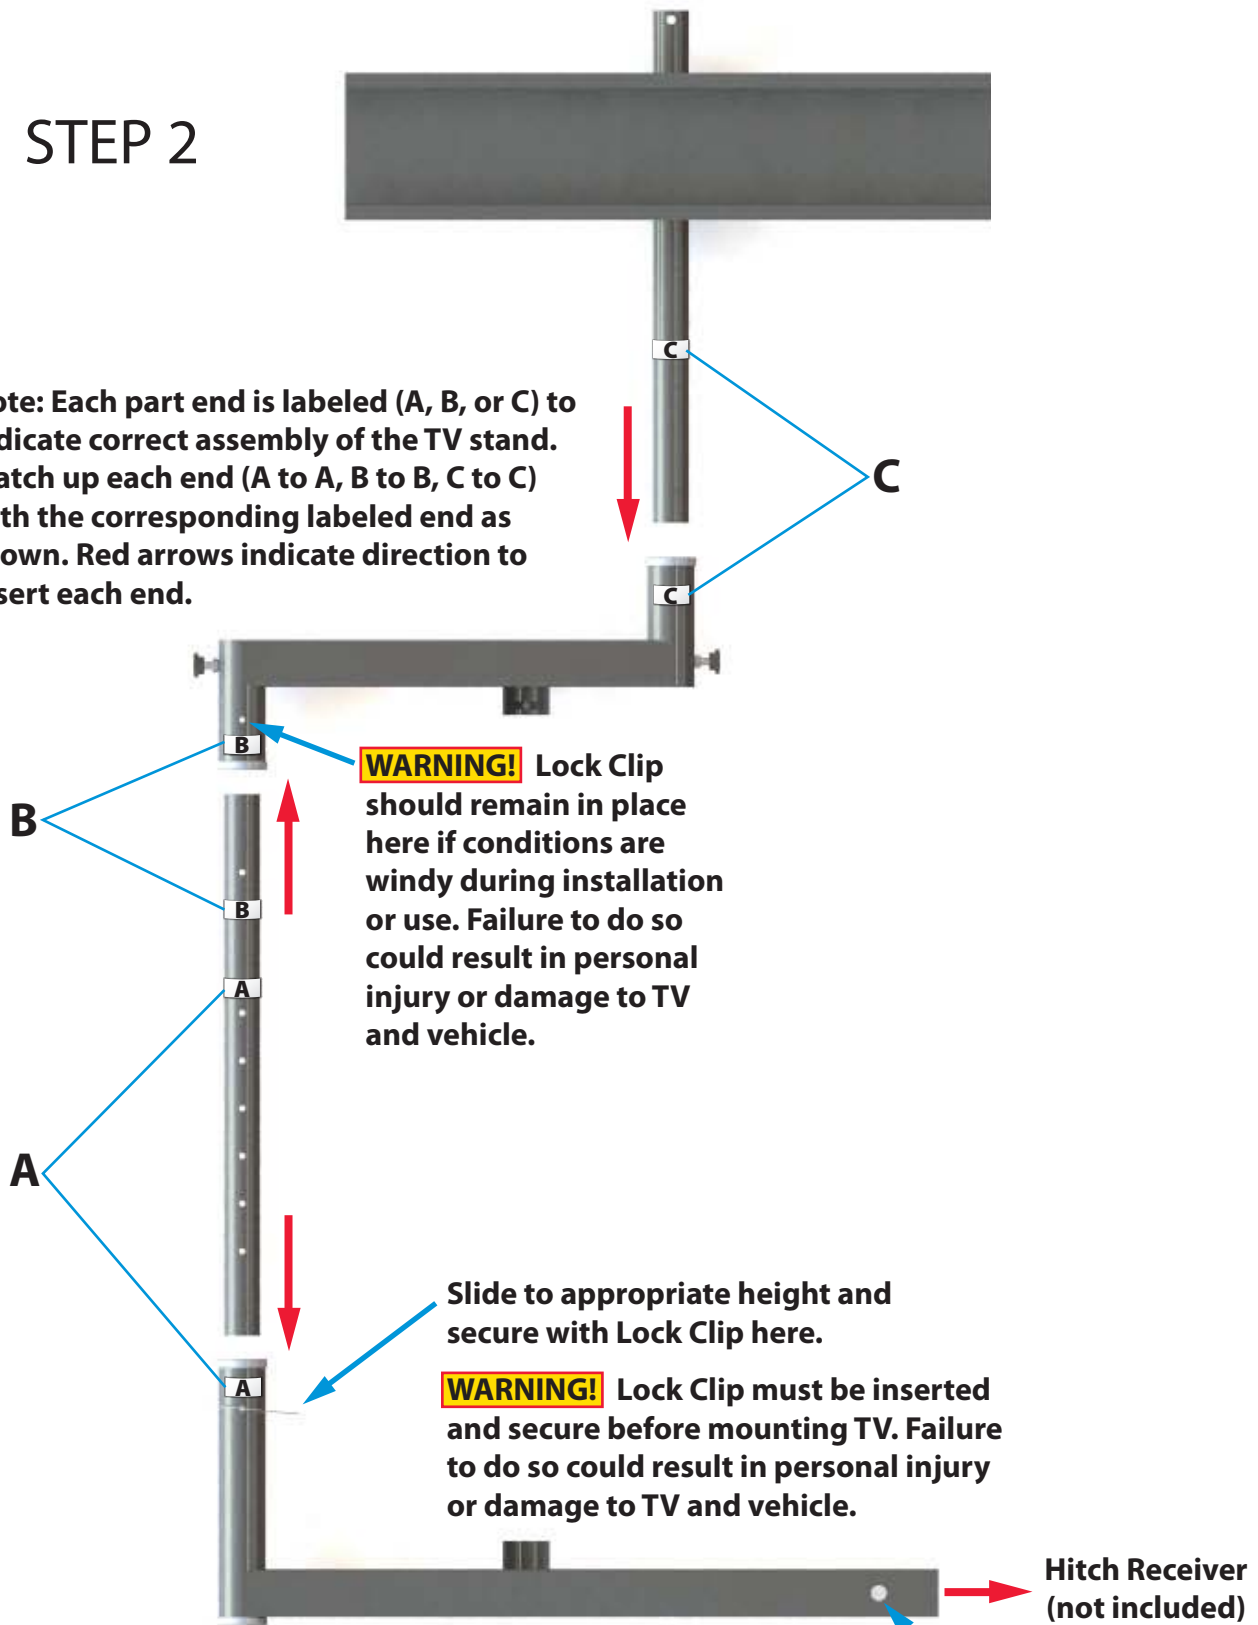 STEP 2
C
ote: Each part end is labeled (A, B, or C) to
dicate correct assembly of the TV stand.
atch up each end (A to A, B to B, C to C)
th the corresponding labeled end as
own. Red arrows indicate direction to
sert each end.
C
C
B
WARNING! Lock Clip
should remain in place
here if conditions are
windy during installation
or use. Failure to do so
could result in personal
injury or damage to TV
and vehicle.
B
B
A
A
Slide to appropriate height and
secure with Lock Clip here.
A
WARNING! Lock Clip must be inserted
and secure before mounting TV. Failure
to do so could result in personal injury
or damage to TV and vehicle.
Hitch Receiver
(not included)